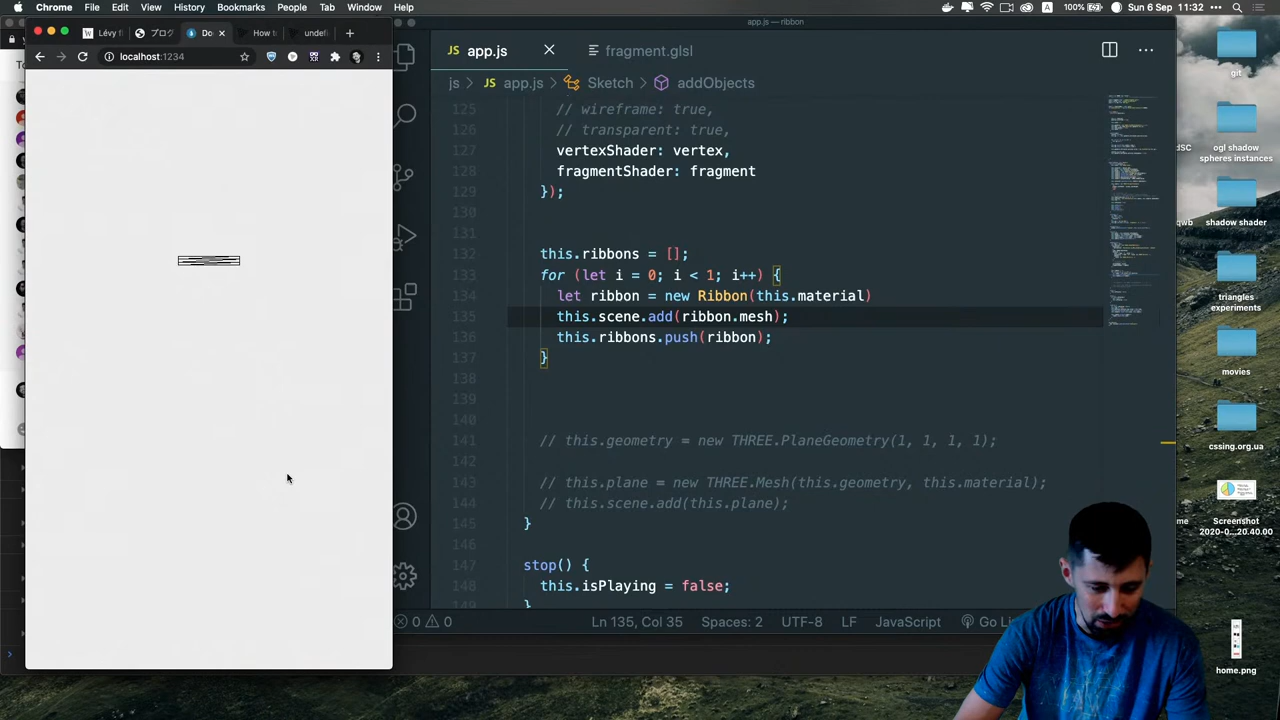 Chrome File Edit View History Bookmarks People Tab Window Help
100% Sun 6 Sep 11:32
app.js — ribbon
Lévy f
ブログ
Do
How t
undefi
localhost:1234
app.js
fragment.glsl
js > JS app.js > Sketch > addObjects
125 // wireframe: true,
126 // transparent: true,
127 vertexShader: vertex,
128 fragmentShader: fragment
129 });
130
131
132 this.ribbons = [];
133 for (let i = 0; i < 1; i++) {
134 let ribbon = new Ribbon(this.material)
135 this.scene.add(ribbon.mesh);
136 this.ribbons.push(ribbon);
137 }
138
139
140
141 // this.geometry = new THREE.PlaneGeometry(1, 1, 1, 1);
142
143 // this.plane = new THREE.Mesh(this.geometry, this.material);
144 // this.scene.add(this.plane);
145 }
146
147 stop() {
148 this.isPlaying = false;
149 }
0 0 Ln 135, Col 35 Spaces: 2 UTF-8 LF JavaScript Go Li
git
dSC
ogl shadow
spheres instances
qwb
shadow shader
triangles
experiments
movies
cssing.org.ua
me
Screenshot
2020-0...20.40.00
home.png